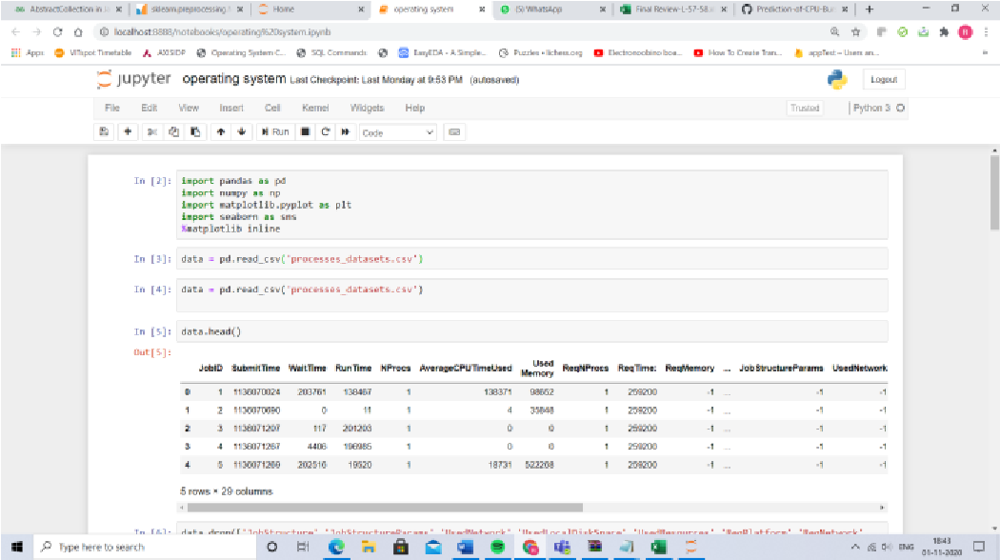 AbstractCollection in
sklearn.preprocessing.
Home
operating system
(5) WhatsApp
Final Review-L-57-58.x
Prediction-of-CPU-Bu
localhost:8888/notebooks/operating%20system.ipynb
Apps
VITspot Timetable
AXISIDP
Operating System C...
SQL Commands
EasyEDA - A Simple...
Puzzles • lichess.org
Electronoobino boa...
How To Create Tran...
appTest – Users an...
jupyter operating system Last Checkpoint: Last Monday at 9:53 PM (autosaved)
Logout
File Edit View Insert Cell Kernel Widgets Help
Trusted
Python 3
Run
Code
In [2]: import pandas as pd
import numpy as np
import matplotlib.pyplot as plt
import seaborn as sms
%matplotlib inline
In [3]: data = pd.read_csv('processes_datasets.csv')
In [4]: data = pd.read_csv('processes_datasets.csv')
In [5]: data.head()
Out[5]:
JobID SubmitTime WaitTime RunTime NProcs AverageCPUTimeUsed Used Memory ReqNProcs ReqTime: ReqMemory ... JobStructureParams UsedNetwork
0 1 1136070024 203761 138467 1 138371 98652 1 259200 -1 ... -1 -1
1 2 1136070690 0 11 1 4 35848 1 259200 -1 ... -1 -1
2 3 1136071207 117 201203 1 0 0 1 259200 -1 ... -1 -1
3 4 1136071267 4406 196985 1 0 0 1 259200 -1 ... -1 -1
4 5 1136071269 202516 19520 1 18731 522268 1 259200 -1 ... -1 -1
5 rows × 29 columns
In [6]: data.drop(['JobStructure','JobStructureParams','UsedNetwork','UsedLocalDiskSpace','UsedResources','ReqPlatform','ReqNetwork',
Type here to search
ENG
18:43
01-11-2020